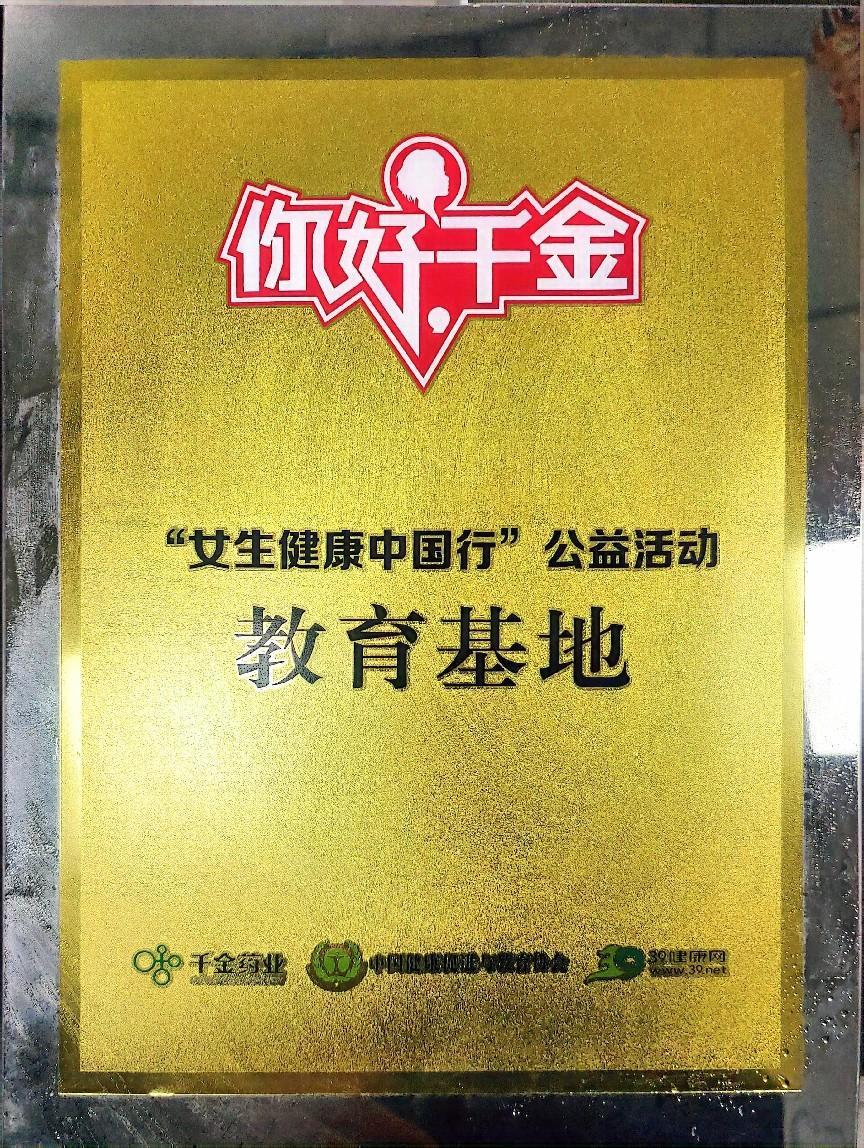 你好千金
“女生健康中国行”公益活动
教育基地
千金药业 中国健康促进与教育协会 39 39健康网
www.39.net